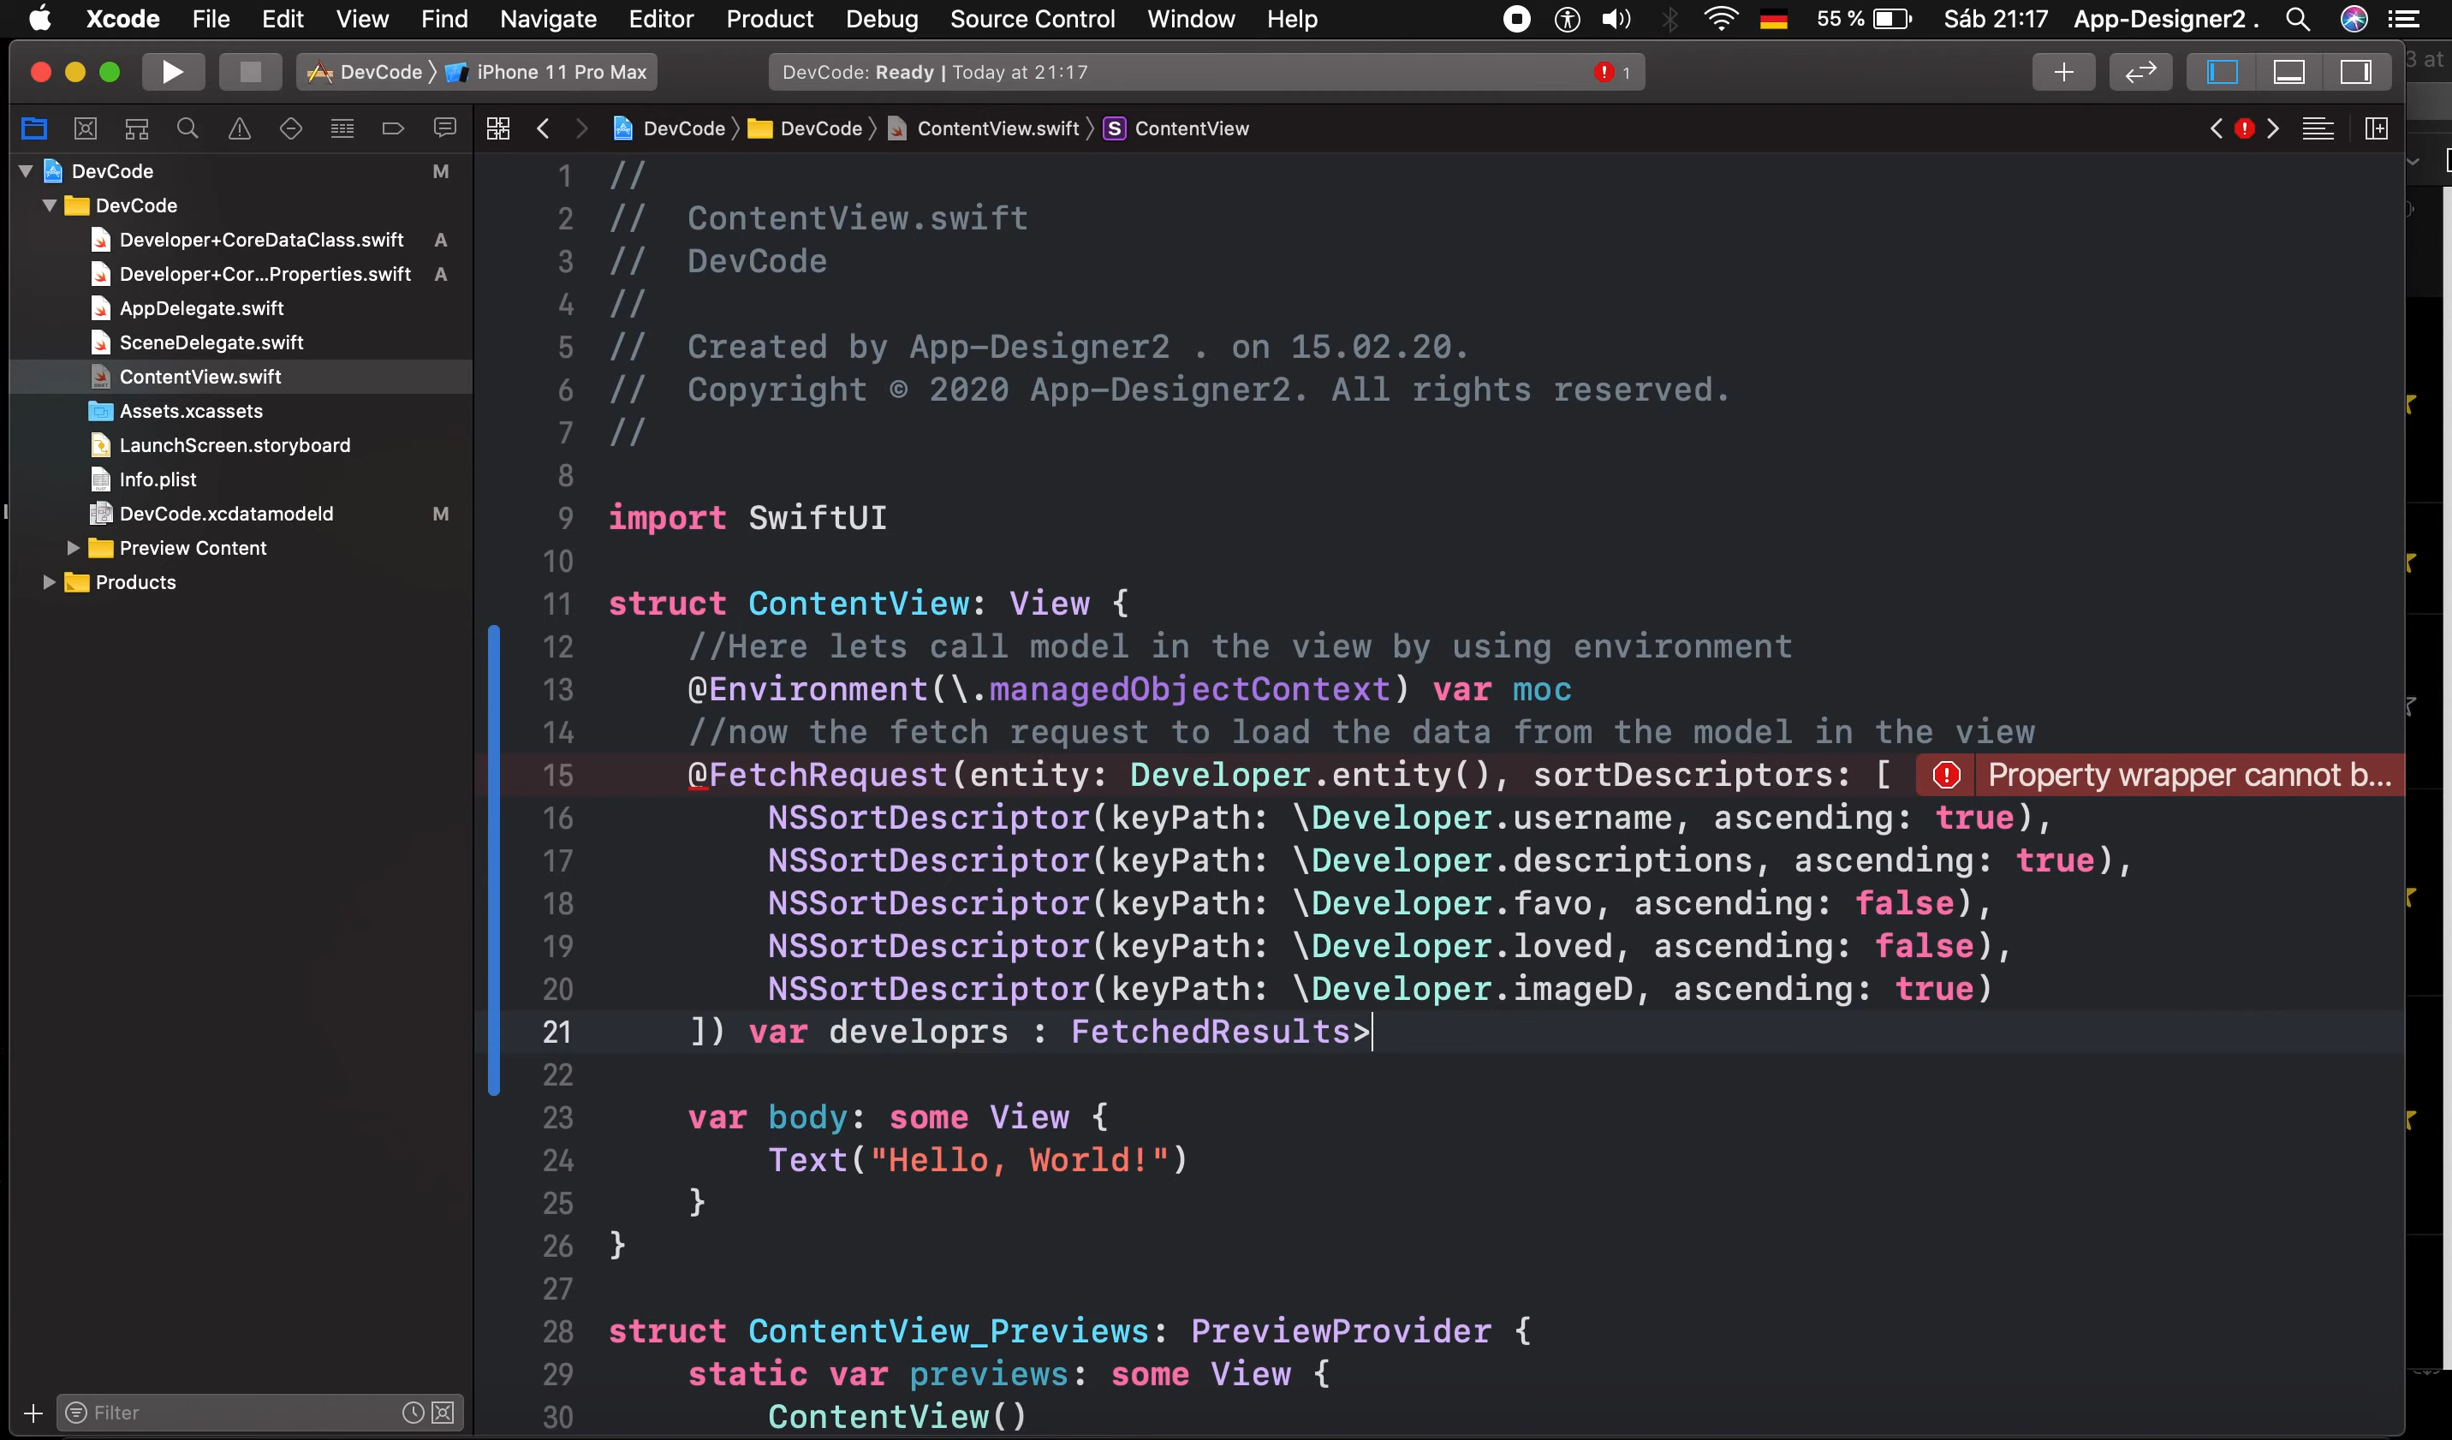 Xcode File Edit View Find Navigate Editor Product Debug Source Control Window Help 55 % Sáb 21:17 App-Designer2 .
DevCode iPhone 11 Pro Max DevCode: Ready | Today at 21:17 1
3 at
DevCode DevCode ContentView.swift S ContentView
DevCode M
DevCode
Developer+CoreDataClass.swift A
Developer+Cor...Properties.swift A
AppDelegate.swift
SceneDelegate.swift
ContentView.swift
Assets.xcassets
LaunchScreen.storyboard
Info.plist
DevCode.xcdatamodeld M
Preview Content
Products
Filter
1 //
2 //  ContentView.swift
3 //  DevCode
4 //
5 //  Created by App-Designer2 . on 15.02.20.
6 //  Copyright © 2020 App-Designer2. All rights reserved.
7 //
8
9 import SwiftUI
10
11 struct ContentView: View {
12     //Here lets call model in the view by using environment
13     @Environment(\.managedObjectContext) var moc
14     //now the fetch request to load the data from the model in the view
15     @FetchRequest(entity: Developer.entity(), sortDescriptors: [ Property wrapper cannot b...
16         NSSortDescriptor(keyPath: \Developer.username, ascending: true),
17         NSSortDescriptor(keyPath: \Developer.descriptions, ascending: true),
18         NSSortDescriptor(keyPath: \Developer.favo, ascending: false),
19         NSSortDescriptor(keyPath: \Developer.loved, ascending: false),
20         NSSortDescriptor(keyPath: \Developer.imageD, ascending: true)
21     ]) var developrs : FetchedResults>
22
23     var body: some View {
24         Text("Hello, World!")
25     }
26 }
27
28 struct ContentView_Previews: PreviewProvider {
29     static var previews: some View {
30         ContentView()